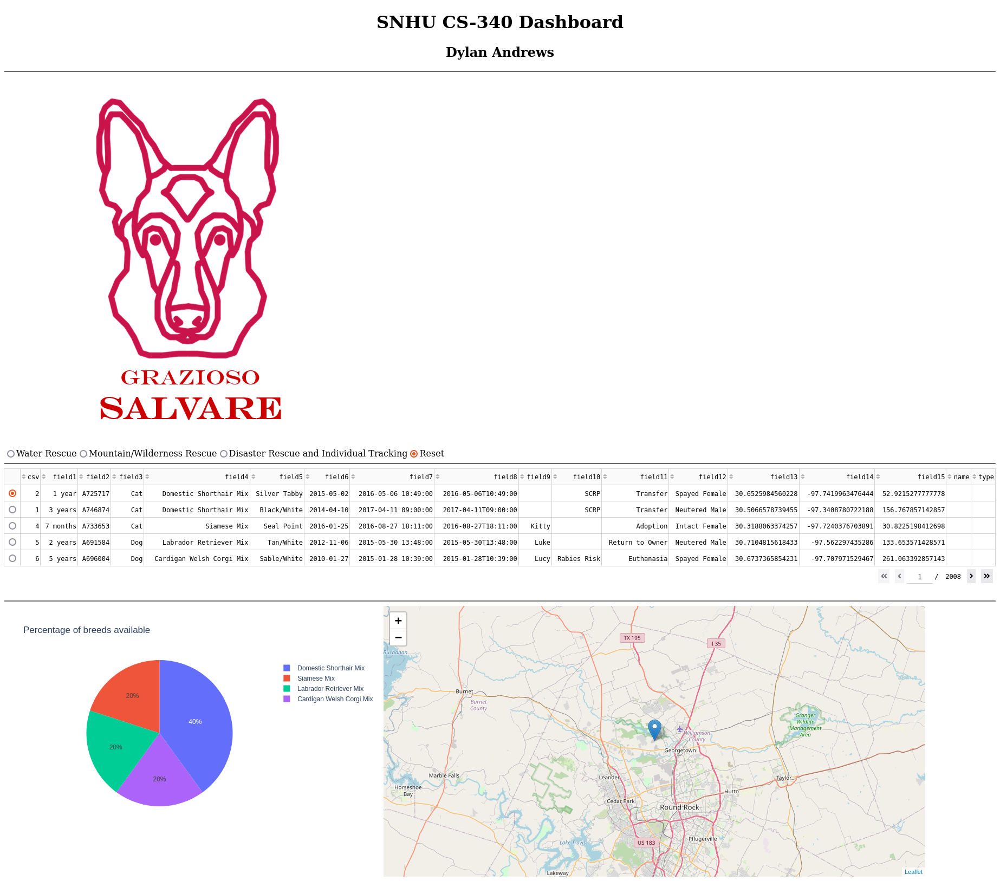 SNHU CS-340 Dashboard
Dylan Andrews
GRAZIOSO
SALVARE
Water Rescue Mountain/Wilderness Rescue Disaster Rescue and Individual Tracking Reset
csv field1 field2 field3 field4 field5 field6 field7 field8 field9 field10 field11 field12 field13 field14 field15 name type
2 1 year A725717 Cat Domestic Shorthair Mix Silver Tabby 2015-05-02 2016-05-06 10:49:00 2016-05-06T10:49:00 SCRP Transfer Spayed Female 30.6525984560228 -97.7419963476444 52.9215277777778
1 3 years A746874 Cat Domestic Shorthair Mix Black/White 2014-04-10 2017-04-11 09:00:00 2017-04-11T09:00:00 SCRP Transfer Neutered Male 30.5066578739455 -97.3408780722188 156.767857142857
4 7 months A733653 Cat Siamese Mix Seal Point 2016-01-25 2016-08-27 18:11:00 2016-08-27T18:11:00 Kitty Adoption Intact Female 30.3188063374257 -97.7240376703891 30.8225198412698
5 2 years A691584 Dog Labrador Retriever Mix Tan/White 2012-11-06 2015-05-30 13:48:00 2015-05-30T13:48:00 Luke Return to Owner Neutered Male 30.7104815618433 -97.562297435286 133.653571428571
6 5 years A696004 Dog Cardigan Welsh Corgi Mix Sable/White 2010-01-27 2015-01-28 10:39:00 2015-01-28T10:39:00 Lucy Rabies Risk Euthanasia Spayed Female 30.6737365854231 -97.707971529467 261.063392857143
« ‹ 1 / 2008 › »
Percentage of breeds available
Domestic Shorthair Mix
Siamese Mix
Labrador Retriever Mix
Cardigan Welsh Corgi Mix
20%
40%
20%
20%
+
−
TX 195
I 35
Buchanan
Burnet
Burnet
County
Granger
Wildlife
Management
Area
Williamson
County
Georgetown
Marble Falls
Leander
Taylor
Horseshoe
Bay
Hutto
Cedar Park
Round Rock
Pflugerville
Lake Travis
US 183
Lakeway
Leaflet